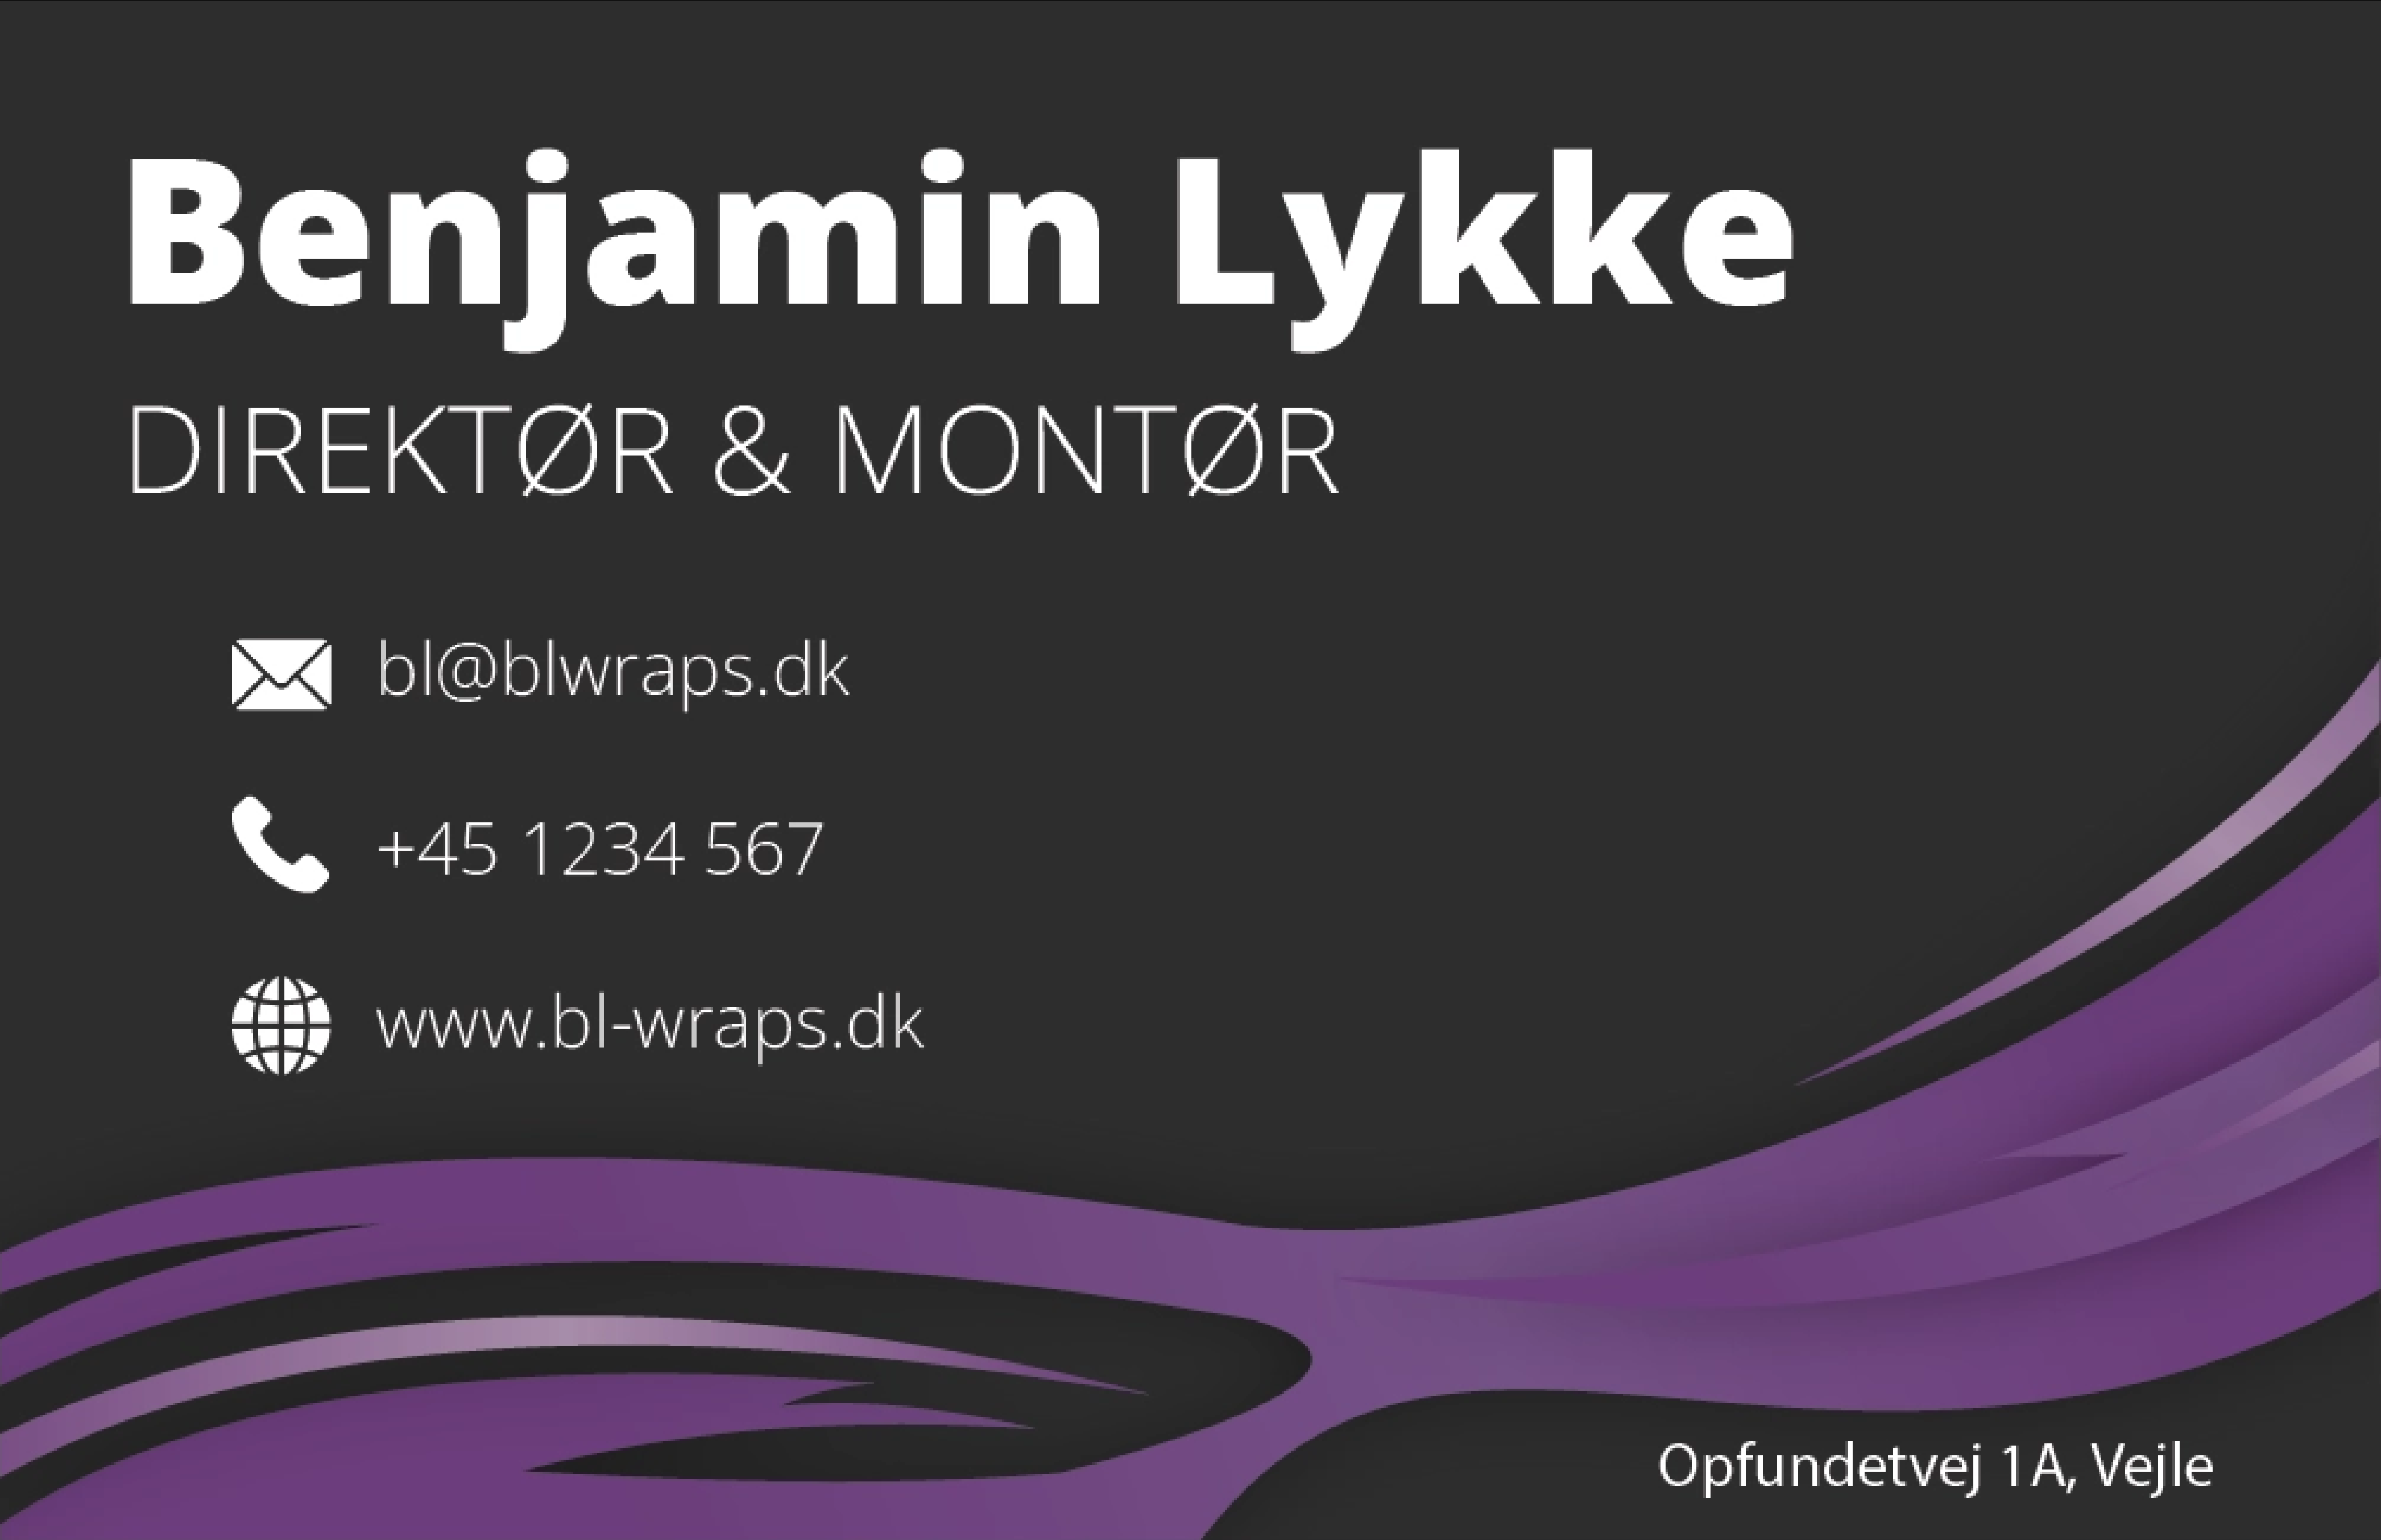 Benjamin Lykke
DIREKTØR & MONTØR
bl@blwraps.dk
+45 1234 567
www.bl-wraps.dk
Opfundetvej 1A, Vejle